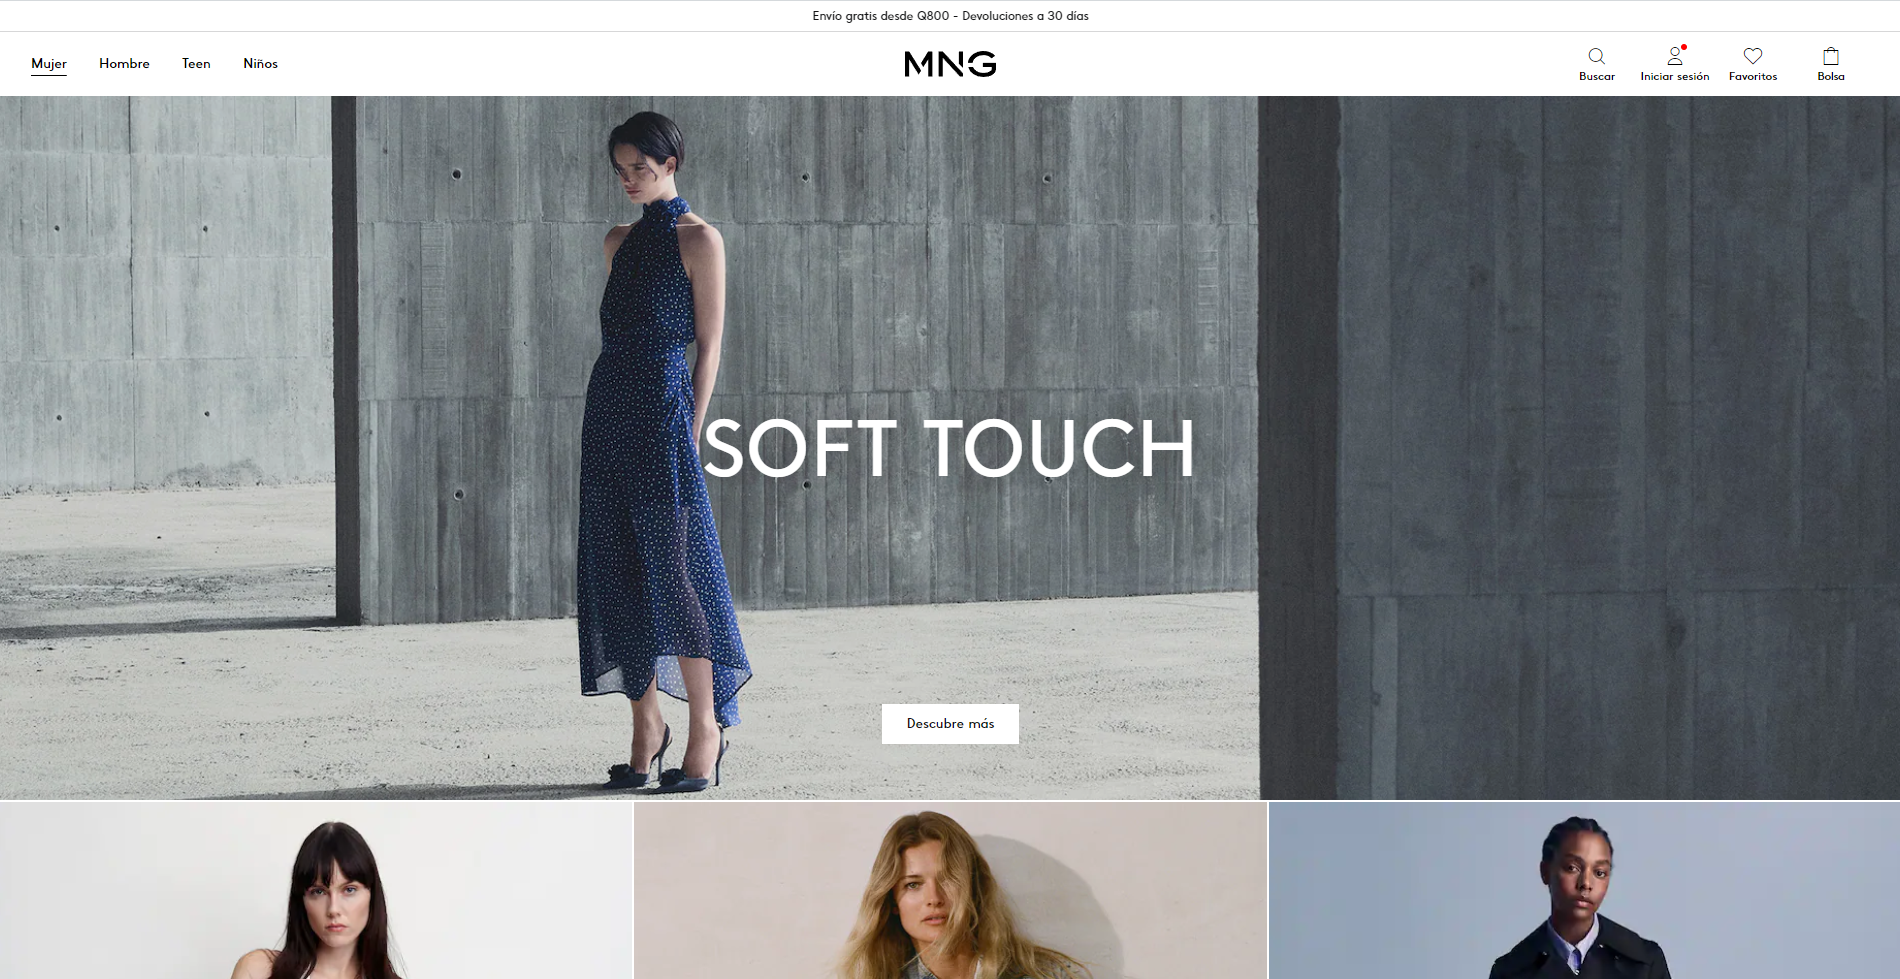 Envío gratis desde Q800 - Devoluciones a 30 días
Mujer Hombre Teen Niños
MNG
Buscar Iniciar sesión Favoritos Bolsa
SOFT TOUCH
Descubre más